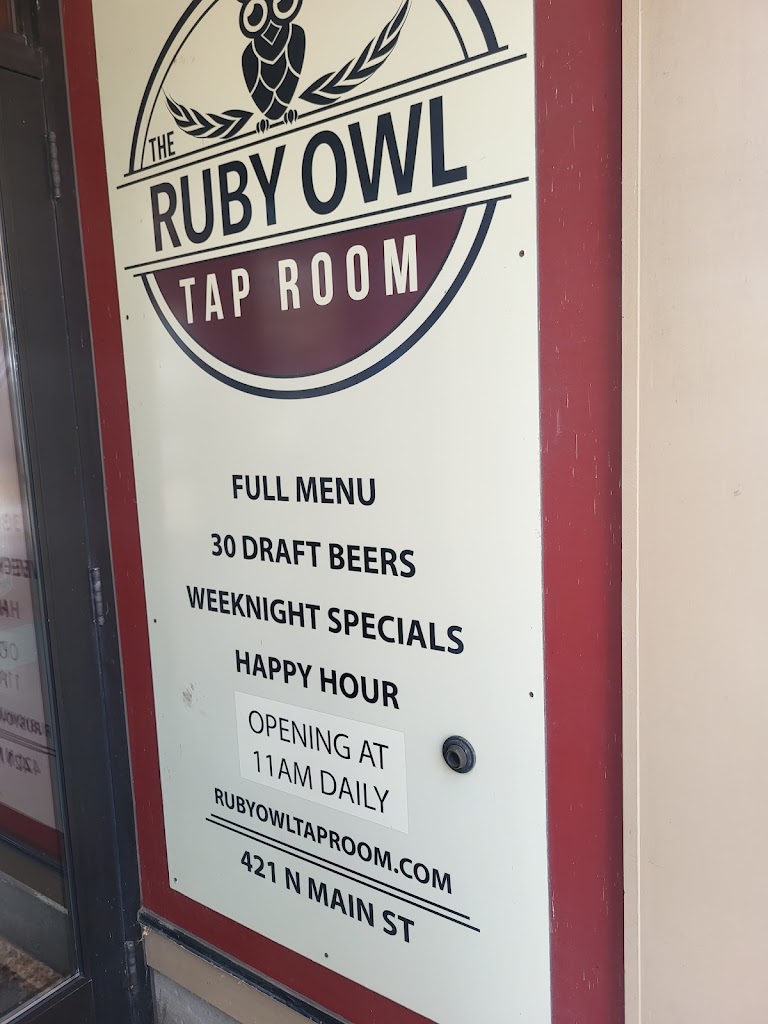 THE
RUBY OWL
TAP ROOM
FULL MENU
30 DRAFT BEERS
WEEKNIGHT SPECIALS
HAPPY HOUR
OPENING AT
11AM DAILY
RUBYOWLTAPROOM.COM
421 N MAIN ST